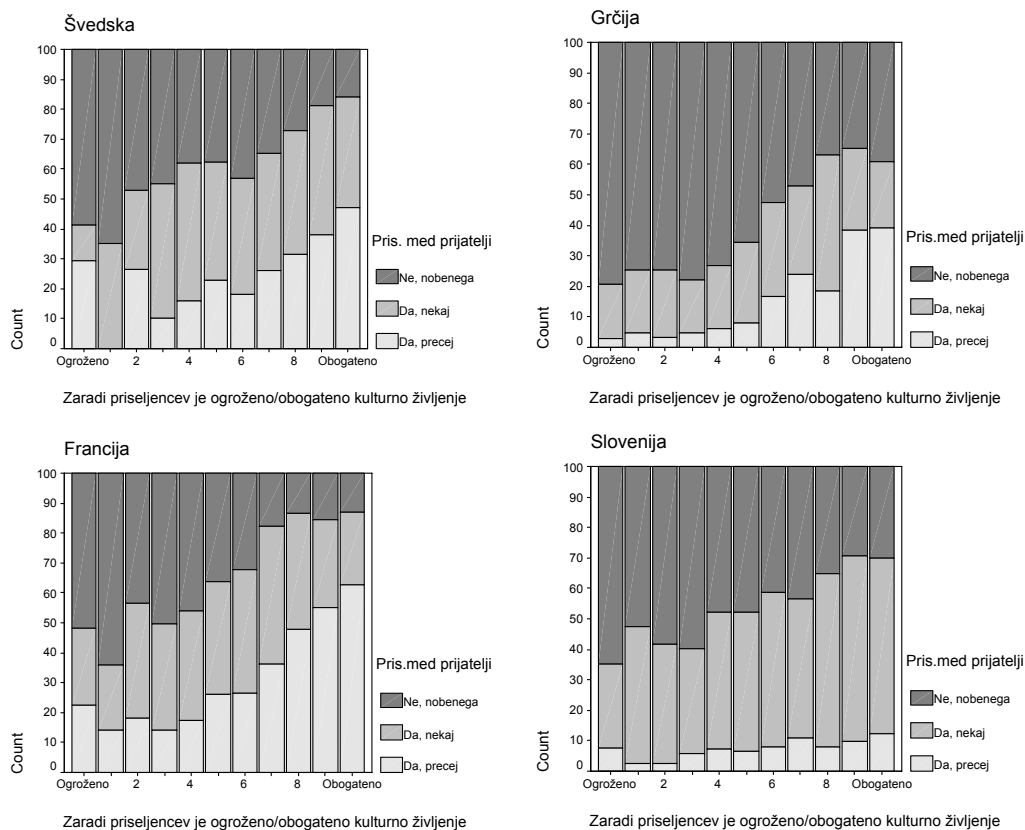 Švedska
100
90
80
70
60
50
40
30
20
10
0
Count
Ogroženo 2 4 6 8 Obogateno
Zaradi priseljencev je ogroženo/obogateno kulturno življenje
Pris. med prijatelji
Ne, nobenega
Da, nekaj
Da, precej
Grčija
100
90
80
70
60
50
40
30
20
10
0
Count
Ogroženo 2 4 6 8 Obogateno
Zaradi priseljencev je ogroženo/obogateno kulturno življenje
Pris.med prijatelji
Ne, nobenega
Da, nekaj
Da, precej
Francija
100
90
80
70
60
50
40
30
20
10
0
Count
Ogroženo 2 4 6 8 Obogateno
Zaradi priseljencev je ogroženo/obogateno kulturno življenje
Pris.med prijatelji
Ne, nobenega
Da, nekaj
Da, precej
Slovenija
100
90
80
70
60
50
40
30
20
10
0
Count
Ogroženo 2 4 6 8 Obogateno
Zaradi priseljencev je ogroženo/obogateno kulturno življenje
Pris.med prijatelji
Ne, nobenega
Da, nekaj
Da, precej